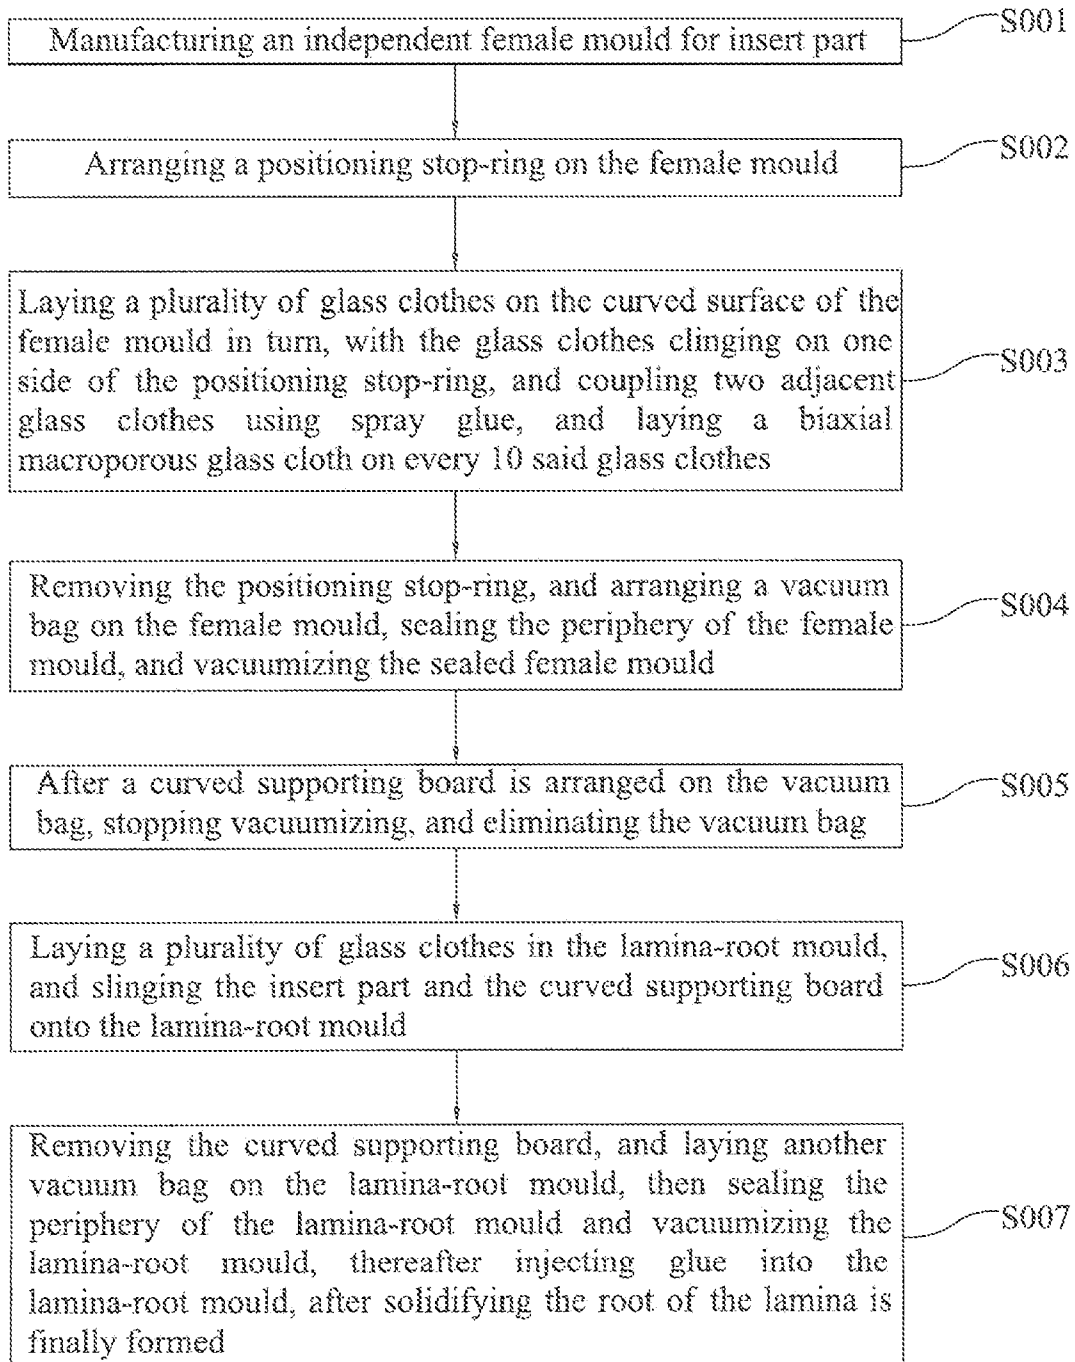 Manufacturing an independent female mould for insert part
S001
Arranging a positioning stop-ring on the female mould
S002
Laying a plurality of glass clothes on the curved surface of the
female mould in turn, with the glass clothes clinging on one
side of the positioning stop-ring, and coupling two adjacent
glass clothes using spray glue, and laying a biaxial
macroporous glass cloth on every 10 said glass clothes
S003
Removing the positioning stop-ring, and arranging a vacuum
bag on the female mould, sealing the periphery of the female
mould, and vacuumizing the sealed female mould
S004
After a curved supporting board is arranged on the vacuum
bag, stopping vacuumizing, and eliminating the vacuum bag
S005
Laying a plurality of glass clothes in the lamina-root mould,
and slinging the insert part and the curved supporting board
onto the lamina-root mould
S006
Removing the curved supporting board, and laying another
vacuum bag on the lamina-root mould, then sealing the
periphery of the lamina-root mould and vacuumizing the
lamina-root mould, thereafter injecting glue into the
lamina-root mould, after solidifying the root of the lamina is
finally formed
S007